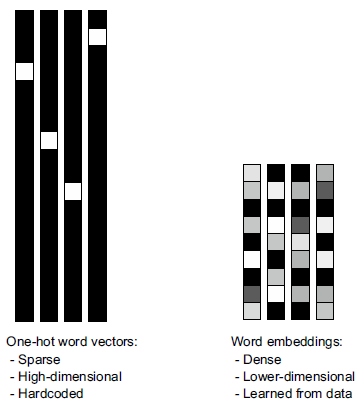 One-hot word vectors:
- Sparse
- High-dimensional
- Hardcoded
Word embeddings:
- Dense
- Lower-dimensional
- Learned from data